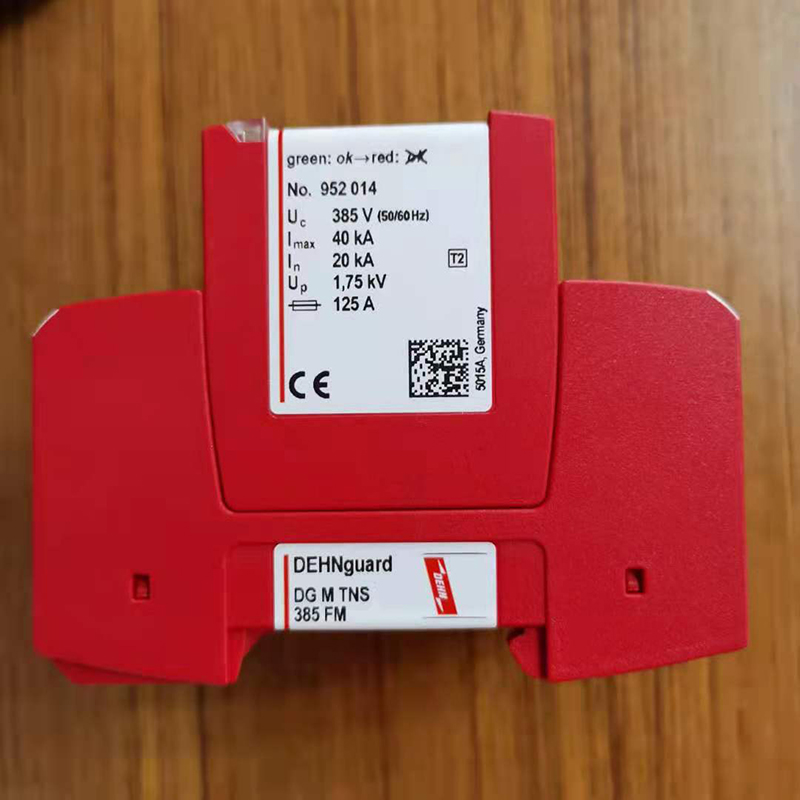 green: ok→red: ok
No. 952 014
Uc 385 V (50/60 Hz)
Imax 40 kA
In 20 kA
T2
Up 1,75 kV
125 A
CE
5015A, Germany
DEHNguard
DG M TNS
385 FM
DEHN